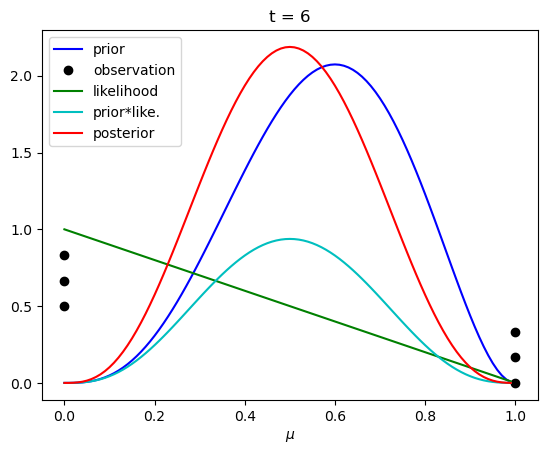 t = 6
prior
observation
likelihood
prior*like.
posterior
2.0
1.5
1.0
0.5
0.0
0.0 0.2 0.4 0.6 0.8 1.0
μ